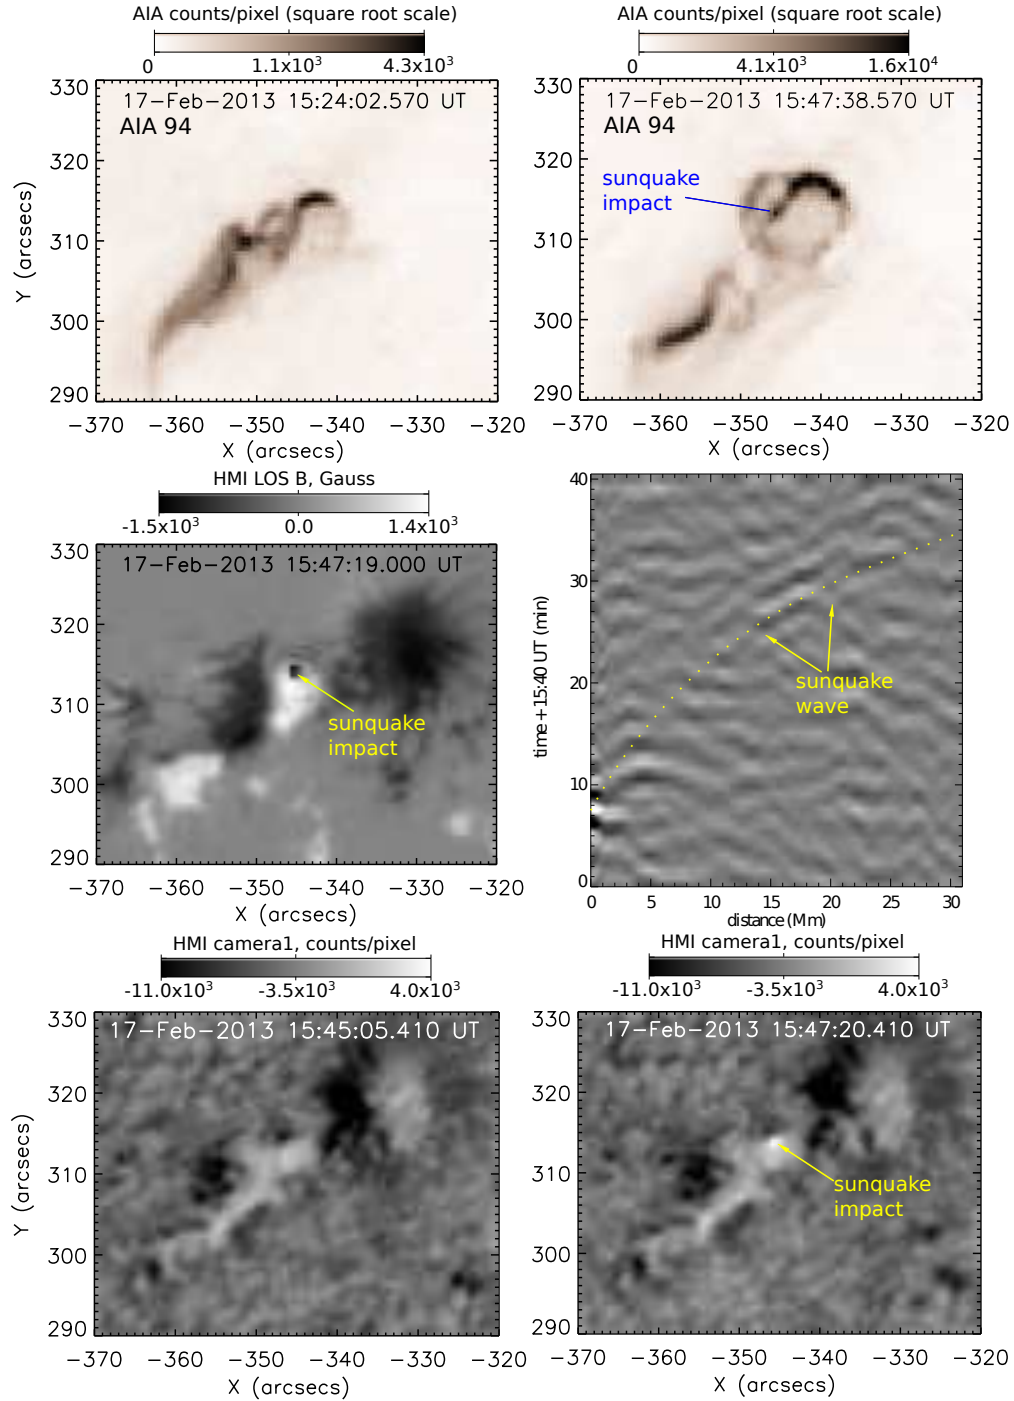 AIA counts/pixel (square root scale)
0 1.1x10³ 4.3x10³
17-Feb-2013 15:24:02.570 UT
AIA 94
330
320
310
300
290
Y (arcsecs)
-370 -360 -350 -340 -330 -320
X (arcsecs)
AIA counts/pixel (square root scale)
0 4.1x10³ 1.6x10⁴
17-Feb-2013 15:47:38.570 UT
AIA 94
sunquake
impact
330
320
310
300
290
-370 -360 -350 -340 -330 -320
X (arcsecs)
HMI LOS B, Gauss
-1.5x10³ 0.0 1.4x10³
17-Feb-2013 15:47:19.000 UT
sunquake
impact
330
320
310
300
290
-370 -360 -350 -340 -330 -320
X (arcsecs)
40
30
20
10
0
time+15:40 UT (min)
sunquake
wave
0 5 10 15 20 25 30
distance (Mm)
HMI camera1, counts/pixel
-11.0x10³ -3.5x10³ 4.0x10³
17-Feb-2013 15:45:05.410 UT
330
320
310
300
290
Y (arcsecs)
-370 -360 -350 -340 -330 -320
X (arcsecs)
HMI camera1, counts/pixel
-11.0x10³ -3.5x10³ 4.0x10³
17-Feb-2013 15:47:20.410 UT
sunquake
impact
330
320
310
300
290
-370 -360 -350 -340 -330 -320
X (arcsecs)